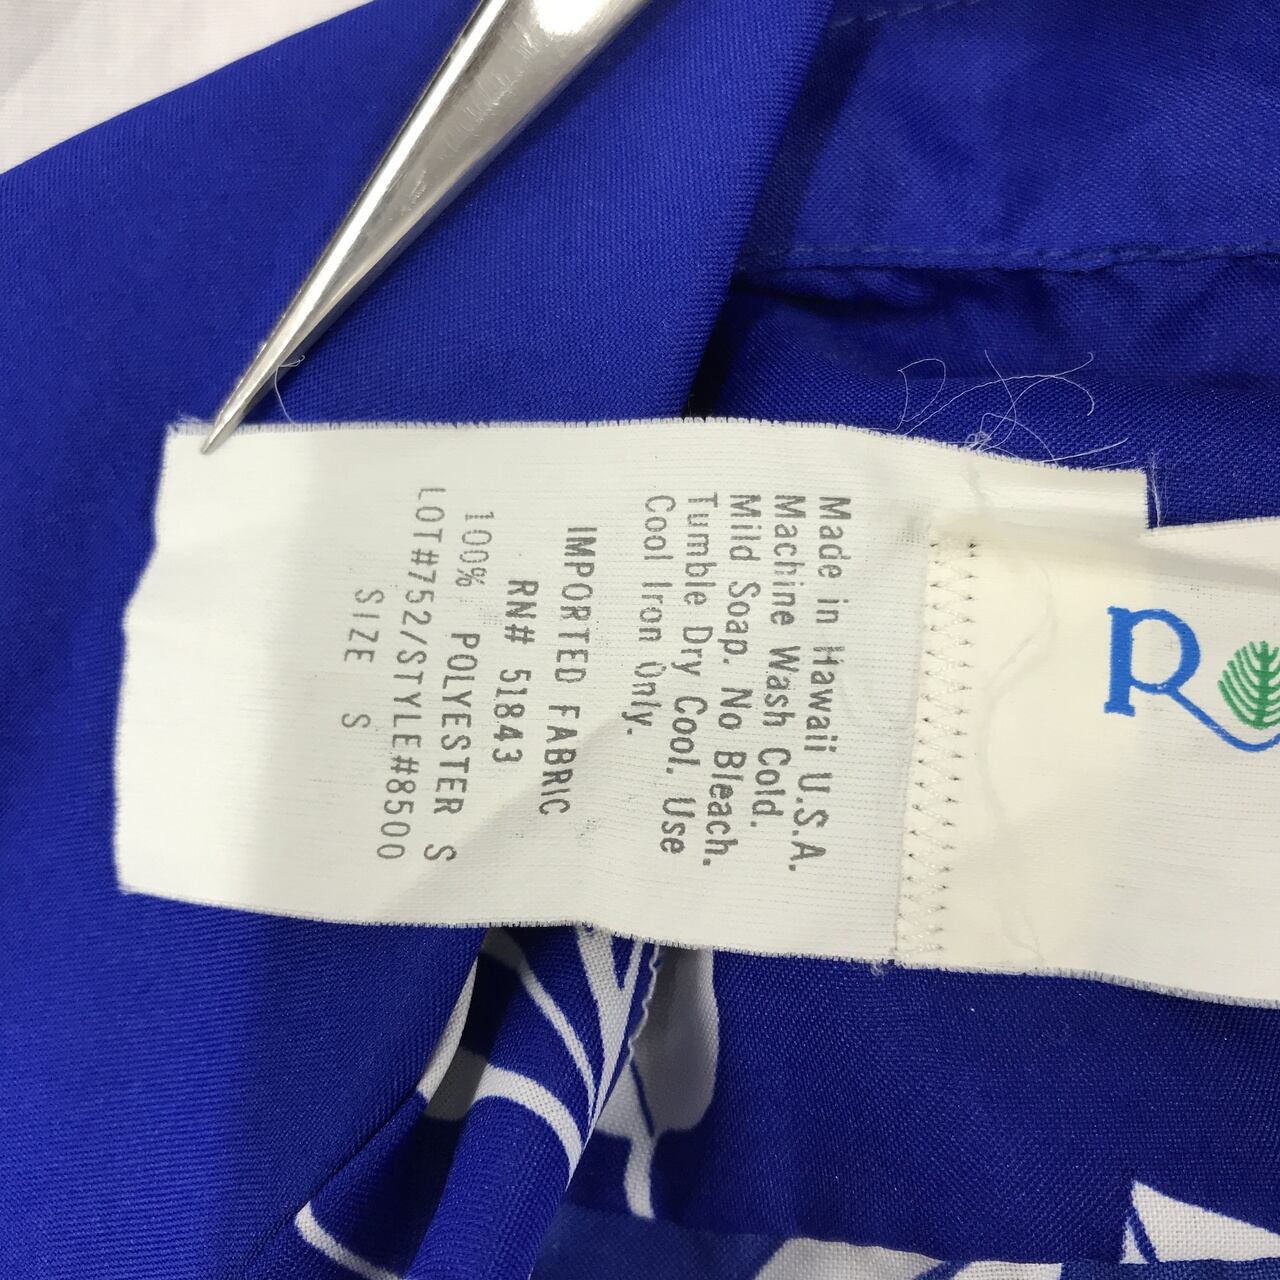 Made in Hawaii U.S.A.
Machine Wash Cold.
Mild Soap. No Bleach.
Tumble Dry Cool. Use
Cool Iron Only.
IMPORTED FABRIC
RN# 51843
100% POLYESTER S
LOT#752/STYLE#8500
SIZE S
R